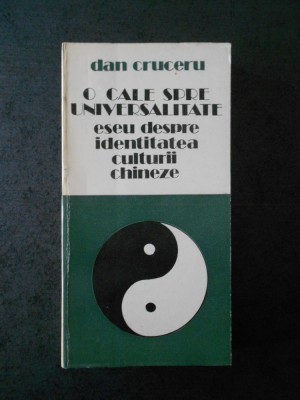 dan cruceru
O CALE SPRE
UNIVERSALITATE
eseu despre
identitatea
culturii
chineze